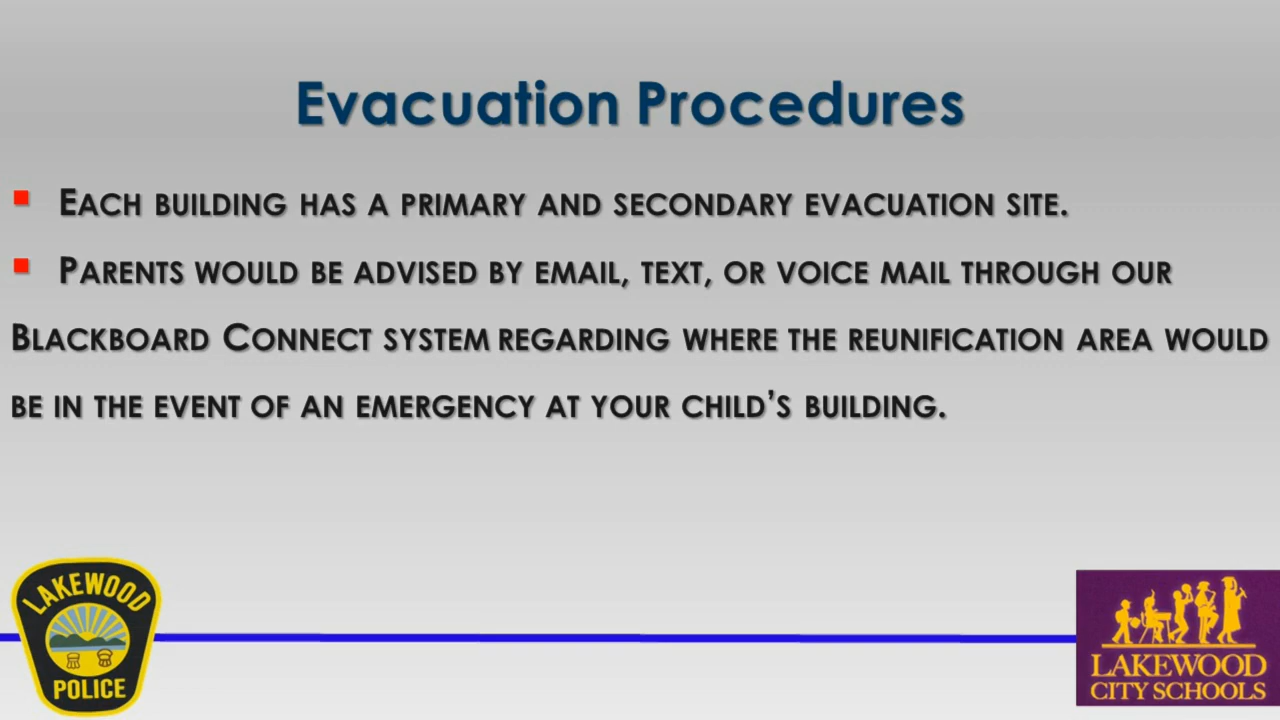 Evacuation Procedures
▪ Each building has a primary and secondary evacuation site.
▪ Parents would be advised by email, text, or voice mail through our
Blackboard Connect system regarding where the reunification area would
be in the event of an emergency at your child’s building.
LAKEWOOD
POLICE
LAKEWOOD
CITY SCHOOLS